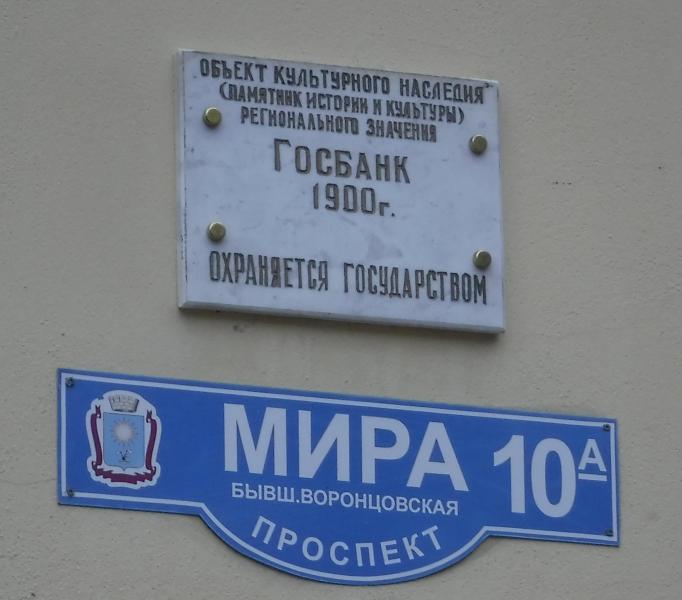 ОБЪЕКТ КУЛЬТУРНОГО НАСЛЕДИЯ
(ПАМЯТНИК ИСТОРИИ И КУЛЬТУРЫ)
РЕГИОНАЛЬНОГО ЗНАЧЕНИЯ
ГОСБАНК
1900г.
ОХРАНЯЕТСЯ ГОСУДАРСТВОМ
МИРА 10А
БЫВШ.ВОРОНЦОВСКАЯ
ПРОСПЕКТ